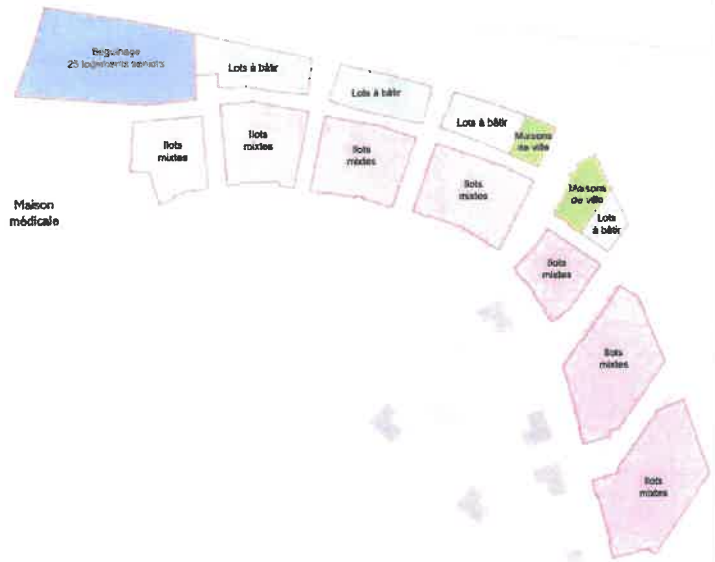 Béguinage
25 logements seniors
Lots à bâtir
Lots à bâtir
Lots à bâtir
Maisons
de ville
Maisons
de ville
Lots
à bâtir
Ilots
mixtes
Ilots
mixtes
Ilots
mixtes
Ilots
mixtes
Ilots
mixtes
Ilots
mixtes
Ilots
mixtes
Maison
médicale